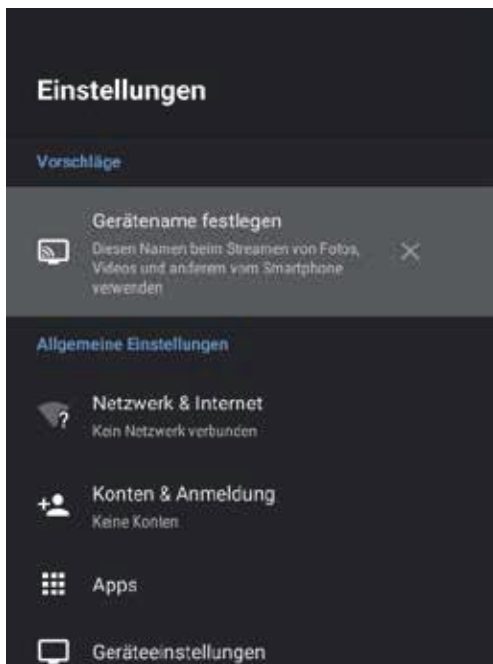 Einstellungen
Vorschläge
Gerätename festlegen
Diesen Namen beim Streamen von Fotos,
Videos und anderem vom Smartphone
verwenden
Allgemeine Einstellungen
?
Netzwerk & Internet
Kein Netzwerk verbunden
Konten & Anmeldung
Keine Konten
Apps
Geräteeinstellungen